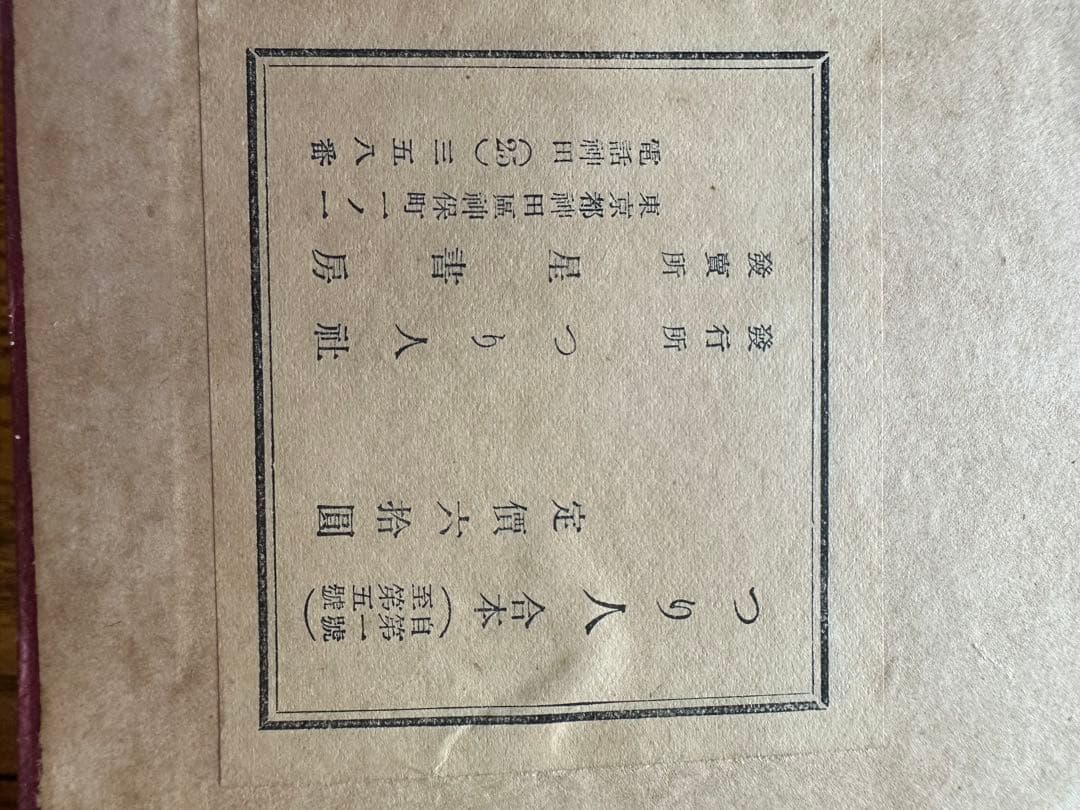 つり人合本(自第一號
至第五號)
定價六拾圓
發行所 つり人社
發賣所 星書房
東京都神田區神保町一ノ一
電話神田(25)三五八番